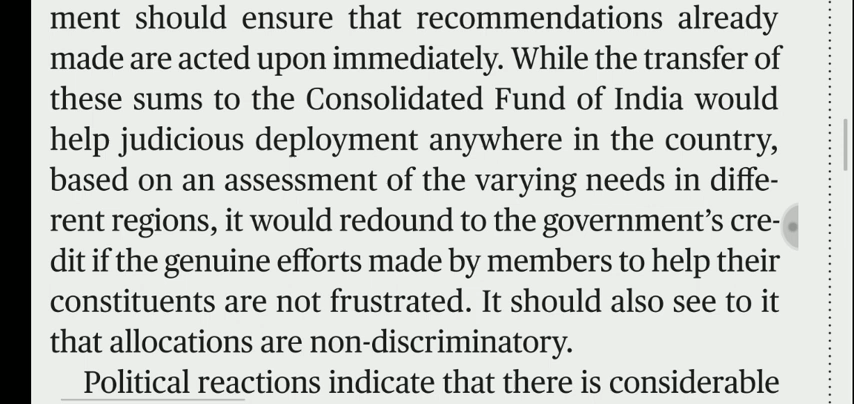 ment should ensure that recommendations already
made are acted upon immediately. While the transfer of
these sums to the Consolidated Fund of India would
help judicious deployment anywhere in the country,
based on an assessment of the varying needs in diffe-
rent regions, it would redound to the government’s cre-
dit if the genuine efforts made by members to help their
constituents are not frustrated. It should also see to it
that allocations are non-discriminatory.
Political reactions indicate that there is considerable